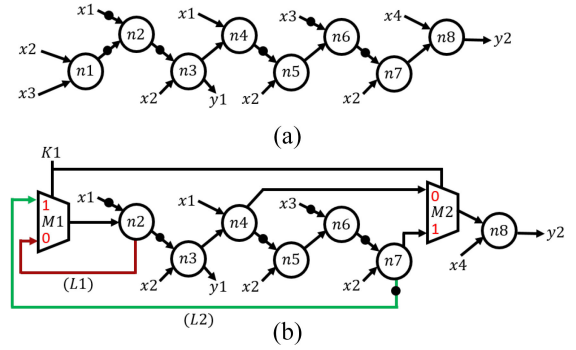 x1 n2 x1 n4 x3 n6 x4 n8 y2
x2 n1 n3 n5 n7
x3 x2 y1 x2 x2
(a)
K1
1 M1 0 x1 n2 x1 n4 x3 n6 0 M2 1 n8 y2
n3 n5 n7 x4
(L1) x2 y1 x2 x2
(L2)
(b)